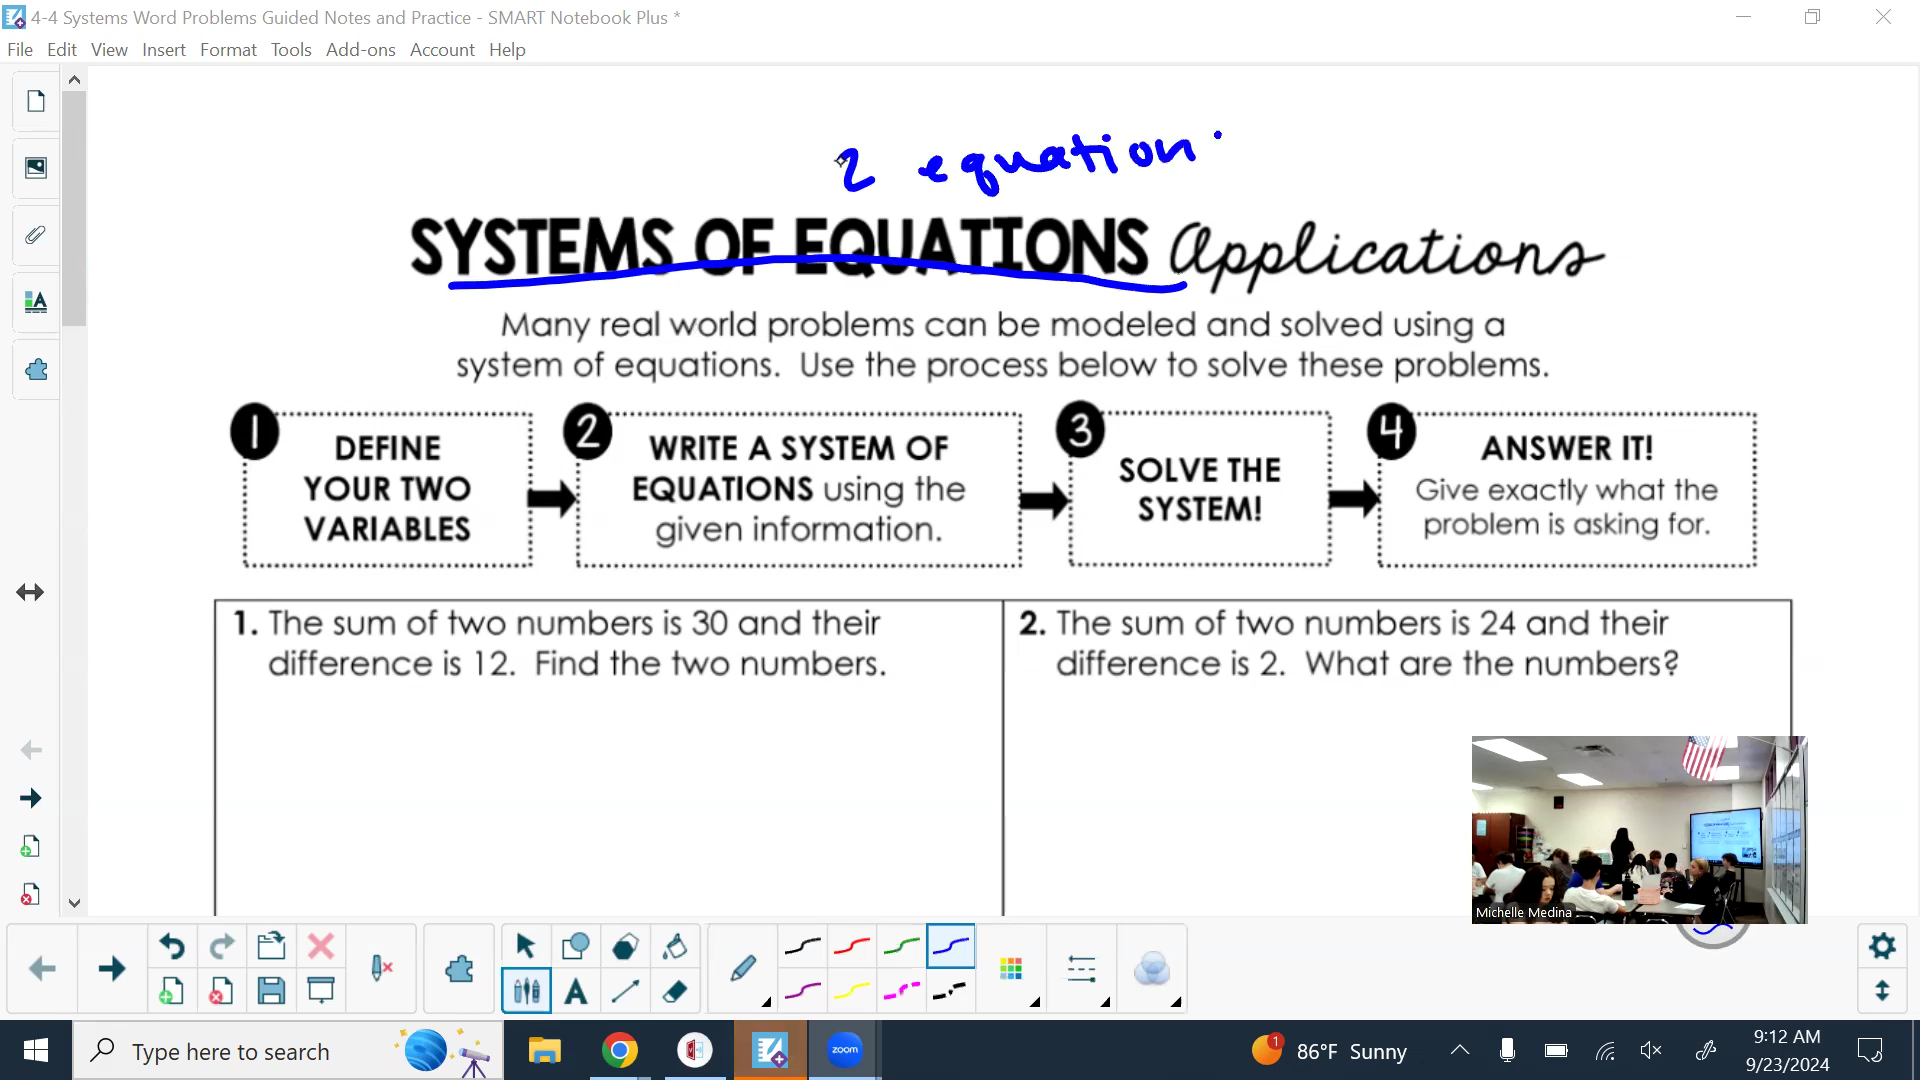 4-4 Systems Word Problems Guided Notes and Practice - SMART Notebook Plus *
File Edit View Insert Format Tools Add-ons Account Help
2 equation
SYSTEMS OF EQUATIONS Applications
Many real world problems can be modeled and solved using a
system of equations. Use the process below to solve these problems.
1
DEFINE
YOUR TWO
VARIABLES
2
WRITE A SYSTEM OF
EQUATIONS using the
given information.
3
SOLVE THE
SYSTEM!
4
ANSWER IT!
Give exactly what the
problem is asking for.
1. The sum of two numbers is 30 and their
difference is 12. Find the two numbers.
2. The sum of two numbers is 24 and their
difference is 2. What are the numbers?
Michelle Medina
Type here to search
zoom
1
86°F Sunny
9:12 AM
9/23/2024